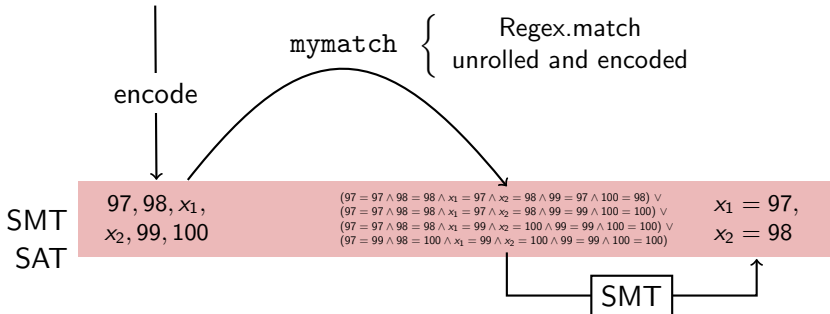 mymatch
Regex.match
unrolled and encoded
encode
SMT
SAT
97, 98, x₁,
x₂, 99, 100
(97 = 97 ∧ 98 = 98 ∧ x₁ = 97 ∧ x₂ = 98 ∧ 99 = 97 ∧ 100 = 98) ∨
(97 = 97 ∧ 98 = 98 ∧ x₁ = 97 ∧ x₂ = 98 ∧ 99 = 99 ∧ 100 = 100) ∨
(97 = 97 ∧ 98 = 98 ∧ x₁ = 99 ∧ x₂ = 100 ∧ 99 = 99 ∧ 100 = 100) ∨
(97 = 99 ∧ 98 = 100 ∧ x₁ = 99 ∧ x₂ = 100 ∧ 99 = 99 ∧ 100 = 100)
x₁ = 97,
x₂ = 98
SMT